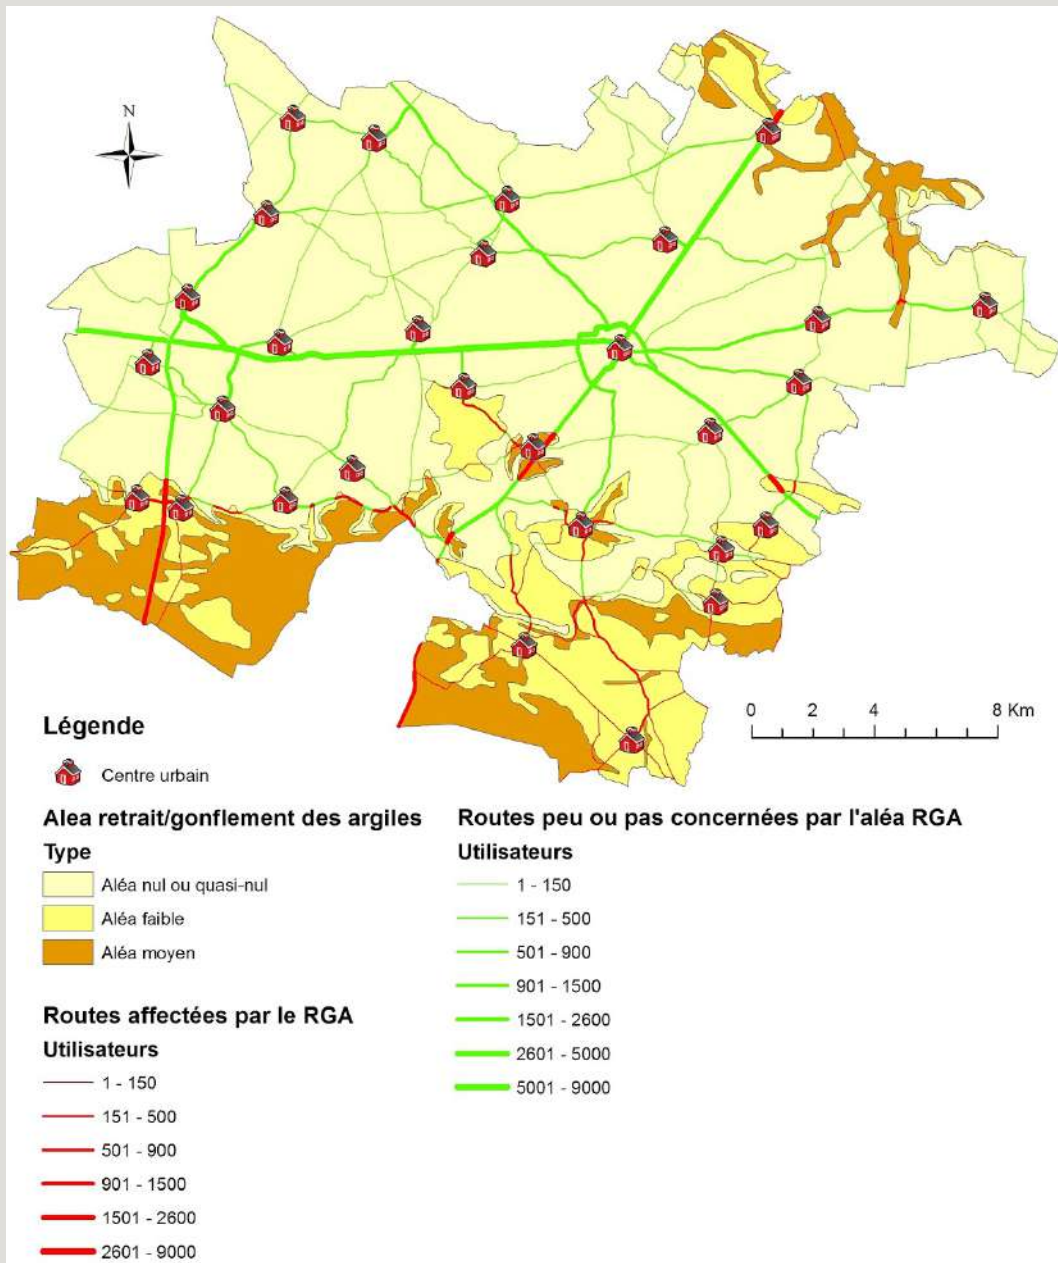 N
0 2 4 8 Km
Légende
Centre urbain
Alea retrait/gonflement des argiles
Type
Aléa nul ou quasi-nul
Aléa faible
Aléa moyen
Routes affectées par le RGA
Utilisateurs
1 - 150
151 - 500
501 - 900
901 - 1500
1501 - 2600
2601 - 9000
Routes peu ou pas concernées par l'aléa RGA
Utilisateurs
1 - 150
151 - 500
501 - 900
901 - 1500
1501 - 2600
2601 - 5000
5001 - 9000